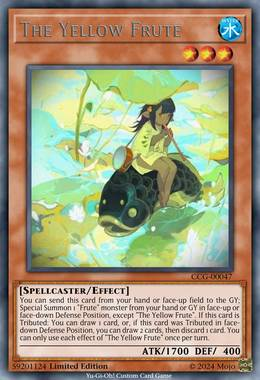 The Yellow Frute
WATER
水
CCG-00047
[Spellcaster/Effect]
You can send this card from your hand or face-up field to the GY;
Special Summon 1 "Frute" monster from your hand or GY in face-up or
face-down Defense Position, except "The Yellow Frute". If this card is
Tributed: You can draw 1 card, or, if this card was Tributed in face-
down Defense Position, you can draw 2 cards, then discard 1 card. You
can only use each effect of "The Yellow Frute" once per turn.
ATK/1700 DEF/ 400
59201124 Limited Edition
© 2024 Mojo
Yu-Gi-Oh! Custom Card Game